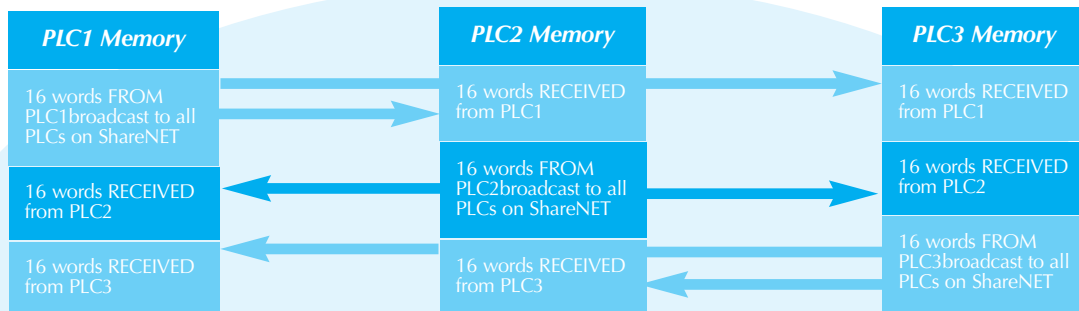 PLC1 Memory
16 words FROM
PLC1broadcast to all
PLCs on ShareNET
16 words RECEIVED
from PLC2
16 words RECEIVED
from PLC3
PLC2 Memory
16 words RECEIVED
from PLC1
16 words FROM
PLC2broadcast to all
PLCs on ShareNET
16 words RECEIVED
from PLC3
PLC3 Memory
16 words RECEIVED
from PLC1
16 words RECEIVED
from PLC2
16 words FROM
PLC3broadcast to all
PLCs on ShareNET